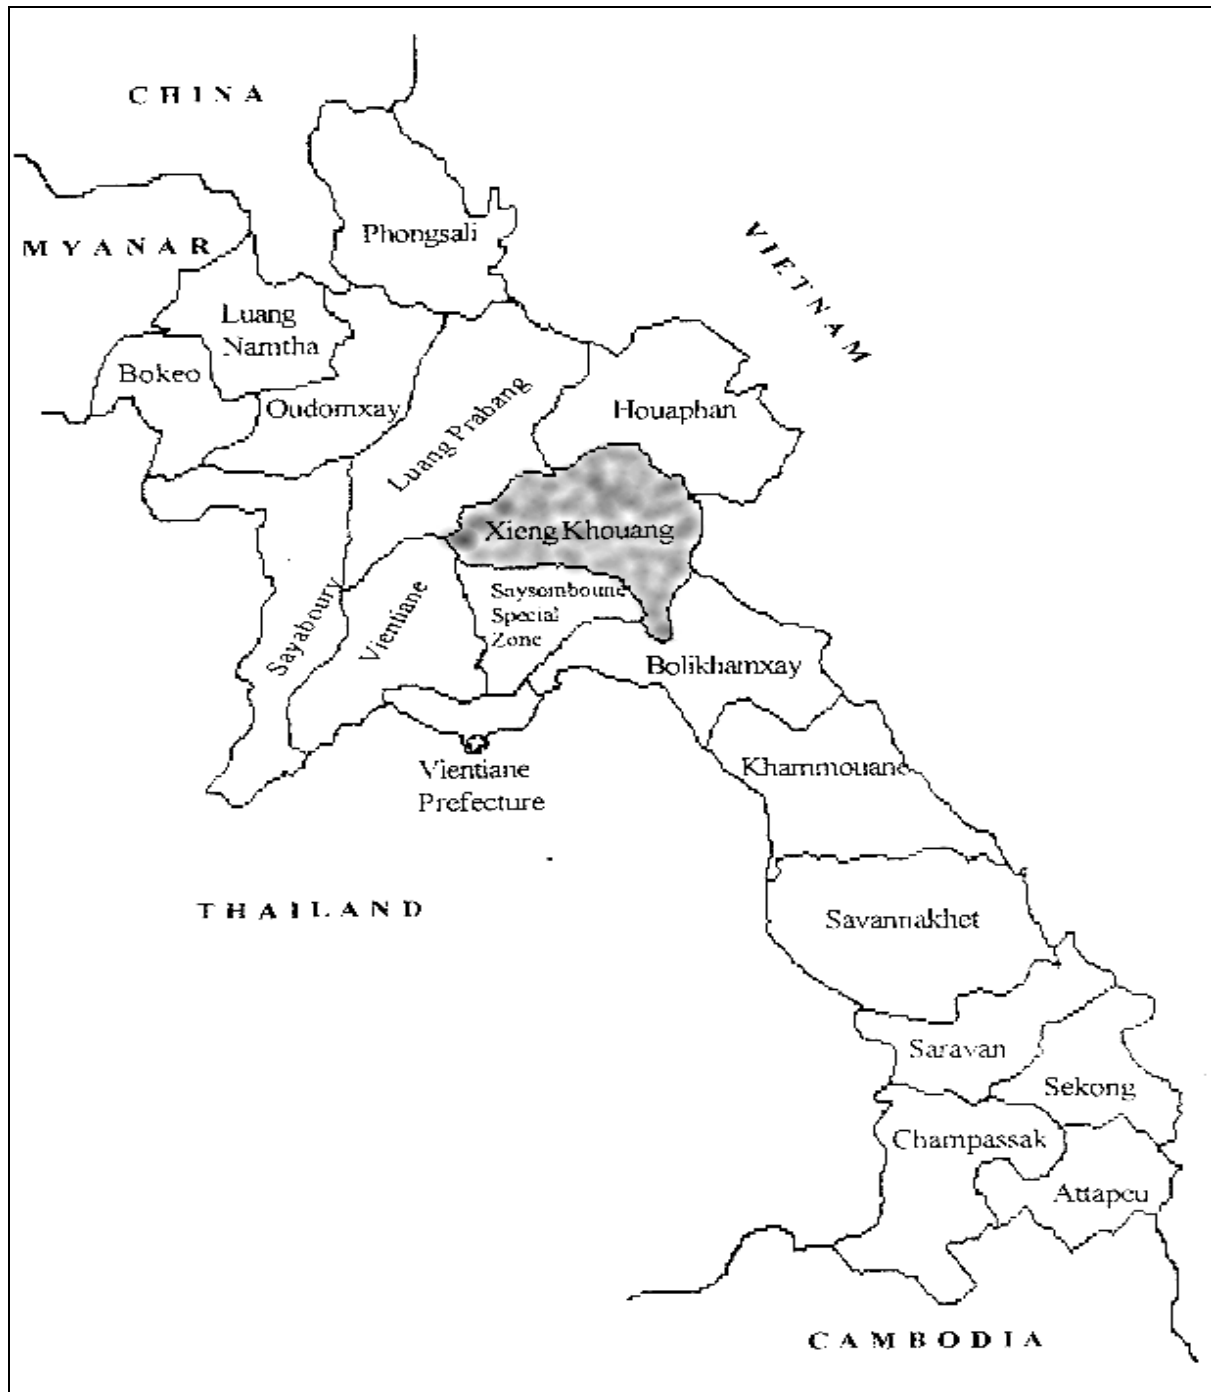 CHINA
MYANAR
VIETNAM
Phongsali
Luang
Namtha
Bokeo
Oudomxay
Luang Prabang
Houaphan
Xieng Khouang
Sayaboury
Vientiane
Saysomboune
Special
Zone
Bolikhamxay
Vientiane
Prefecture
Khammouane
THAILAND
Savannakhet
Saravan
Sekong
Champassak
Attapeu
CAMBODIA